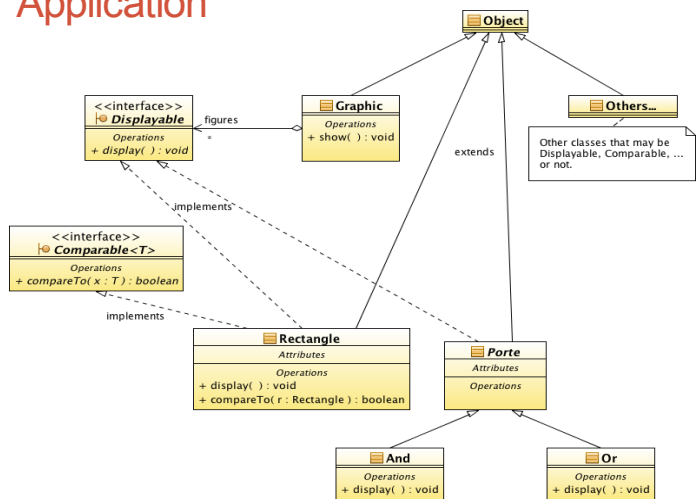 Application
Object
<<interface>>
Displayable
Operations
+ display( ) : void
figures
*
Graphic
Operations
+ show( ) : void
Others...
Other classes that may be
Displayable, Comparable, ...
or not.
extends
implements
<<interface>>
Comparable<T>
Operations
+ compareTo( x : T ) : boolean
implements
Rectangle
Attributes
Operations
+ display( ) : void
+ compareTo( r : Rectangle ) : boolean
Porte
Attributes
Operations
And
Operations
+ display( ) : void
Or
Operations
+ display( ) : void